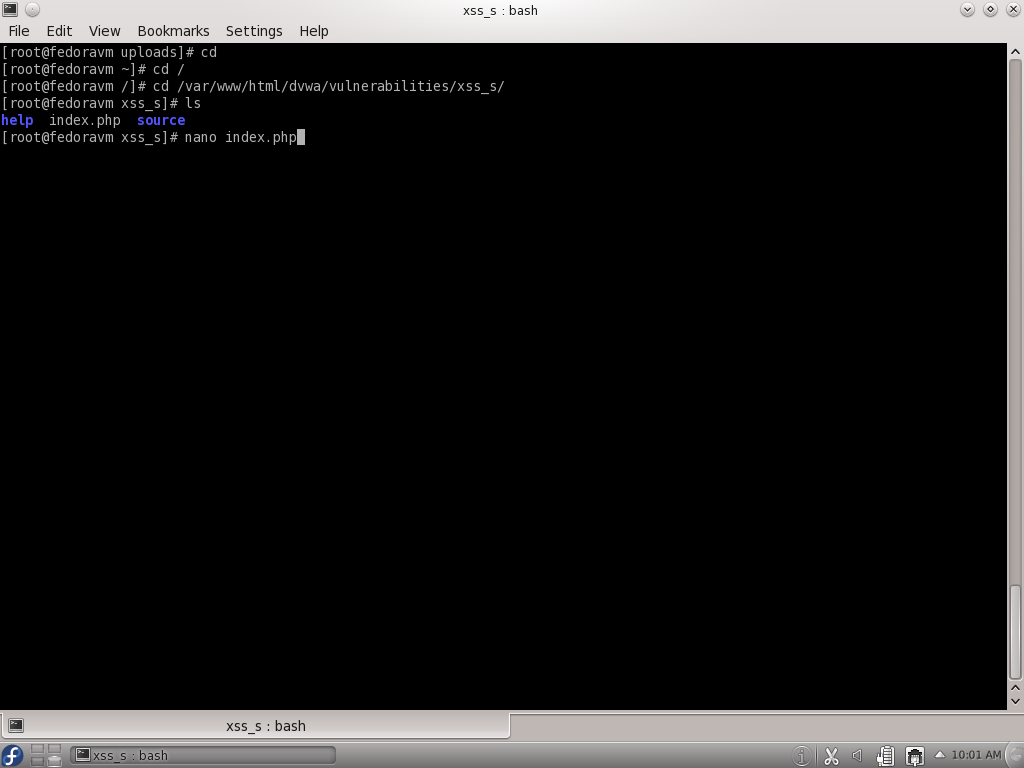 xss_s : bash
File Edit View Bookmarks Settings Help
[root@fedoravm uploads]# cd
[root@fedoravm ~]# cd /
[root@fedoravm /]# cd /var/www/html/dvwa/vulnerabilities/xss_s/
[root@fedoravm xss_s]# ls
help  index.php  source
[root@fedoravm xss_s]# nano index.php
xss_s : bash
xss_s : bash
10:01 AM